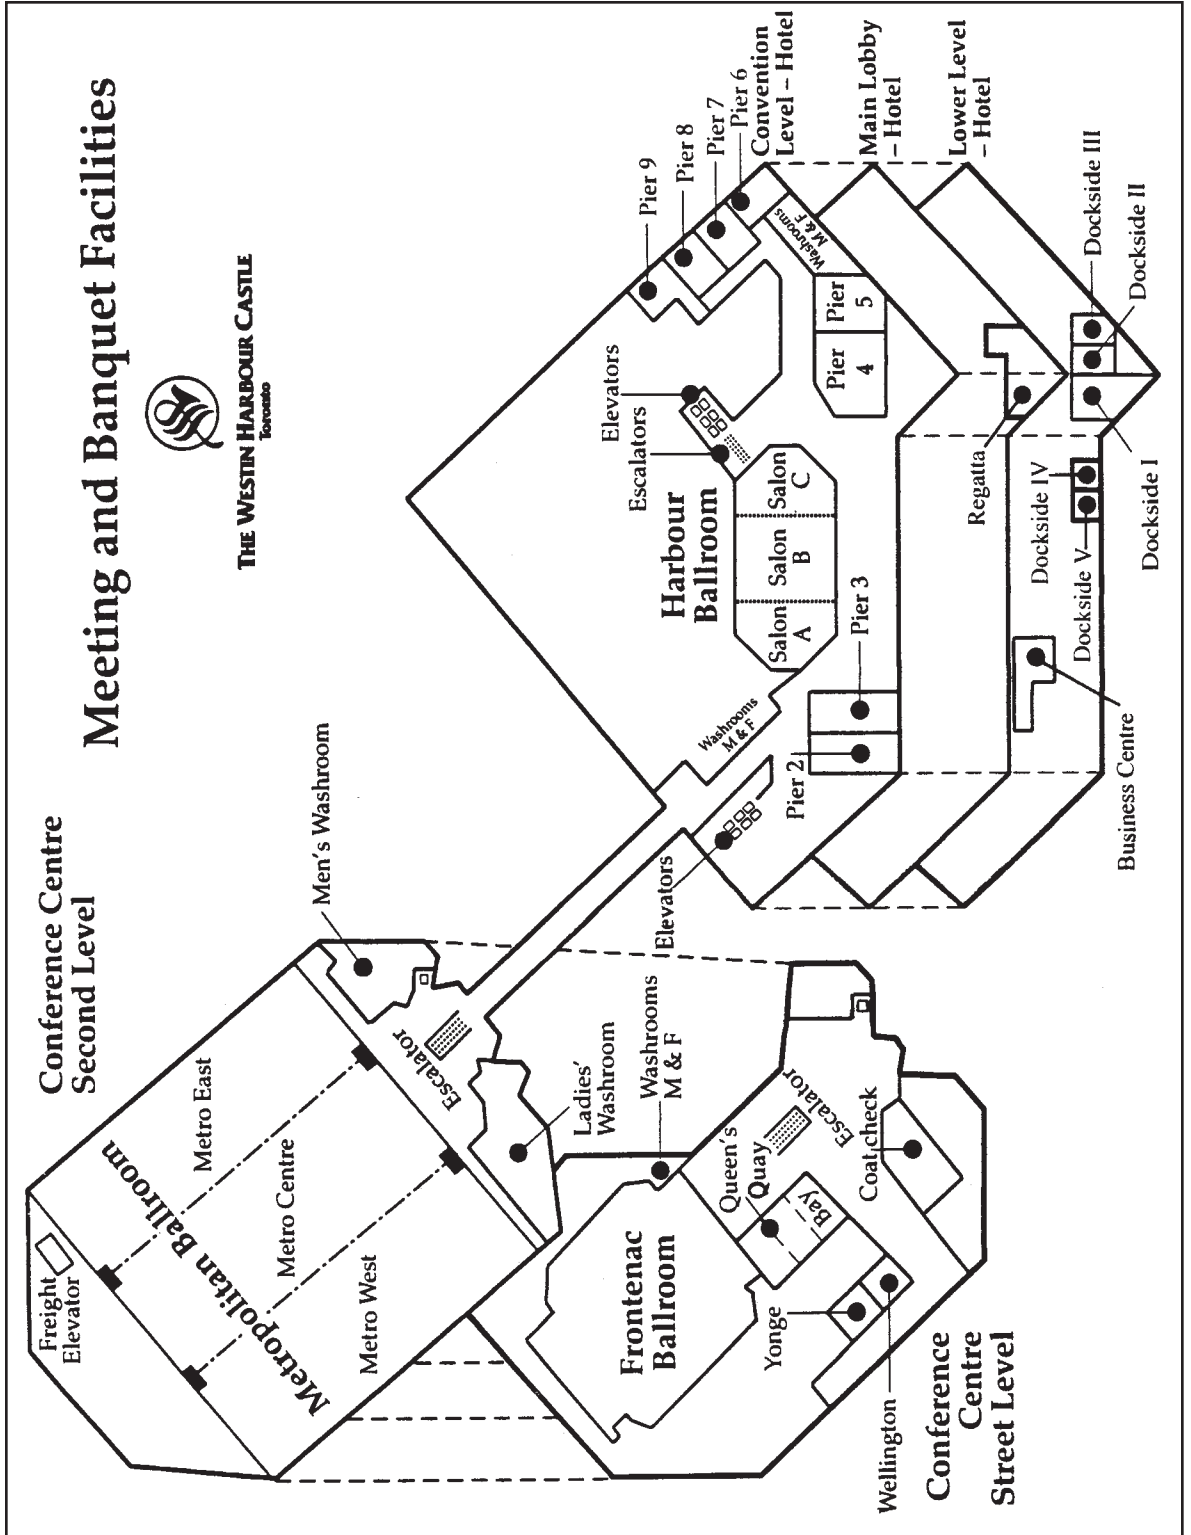 Meeting and Banquet Facilities
THE WESTIN HARBOUR CASTLE
Toronto
Conference Centre
Second Level
Men's Washroom
Metro East
Metropolitan Ballroom
Metro Centre
Metro West
Freight
Elevator
Escalator
Ladies'
Washroom
Washrooms
M & F
Frontenac
Ballroom
Queen's
Quay
Bay
Escalator
Coat check
Yonge
Wellington
Conference
Centre
Street Level
Elevators
Washrooms
M & F
Pier 2
Pier 3
Harbour
Ballroom
Salon
A
Salon
B
Salon
C
Escalators
Elevators
Pier
4
Pier
5
Washrooms
M & F
Pier 9
Pier 8
Pier 7
Pier 6
Convention
Level – Hotel
Main Lobby
– Hotel
Lower Level
– Hotel
Regatta
Dockside III
Dockside II
Dockside I
Dockside IV
Dockside V
Business Centre